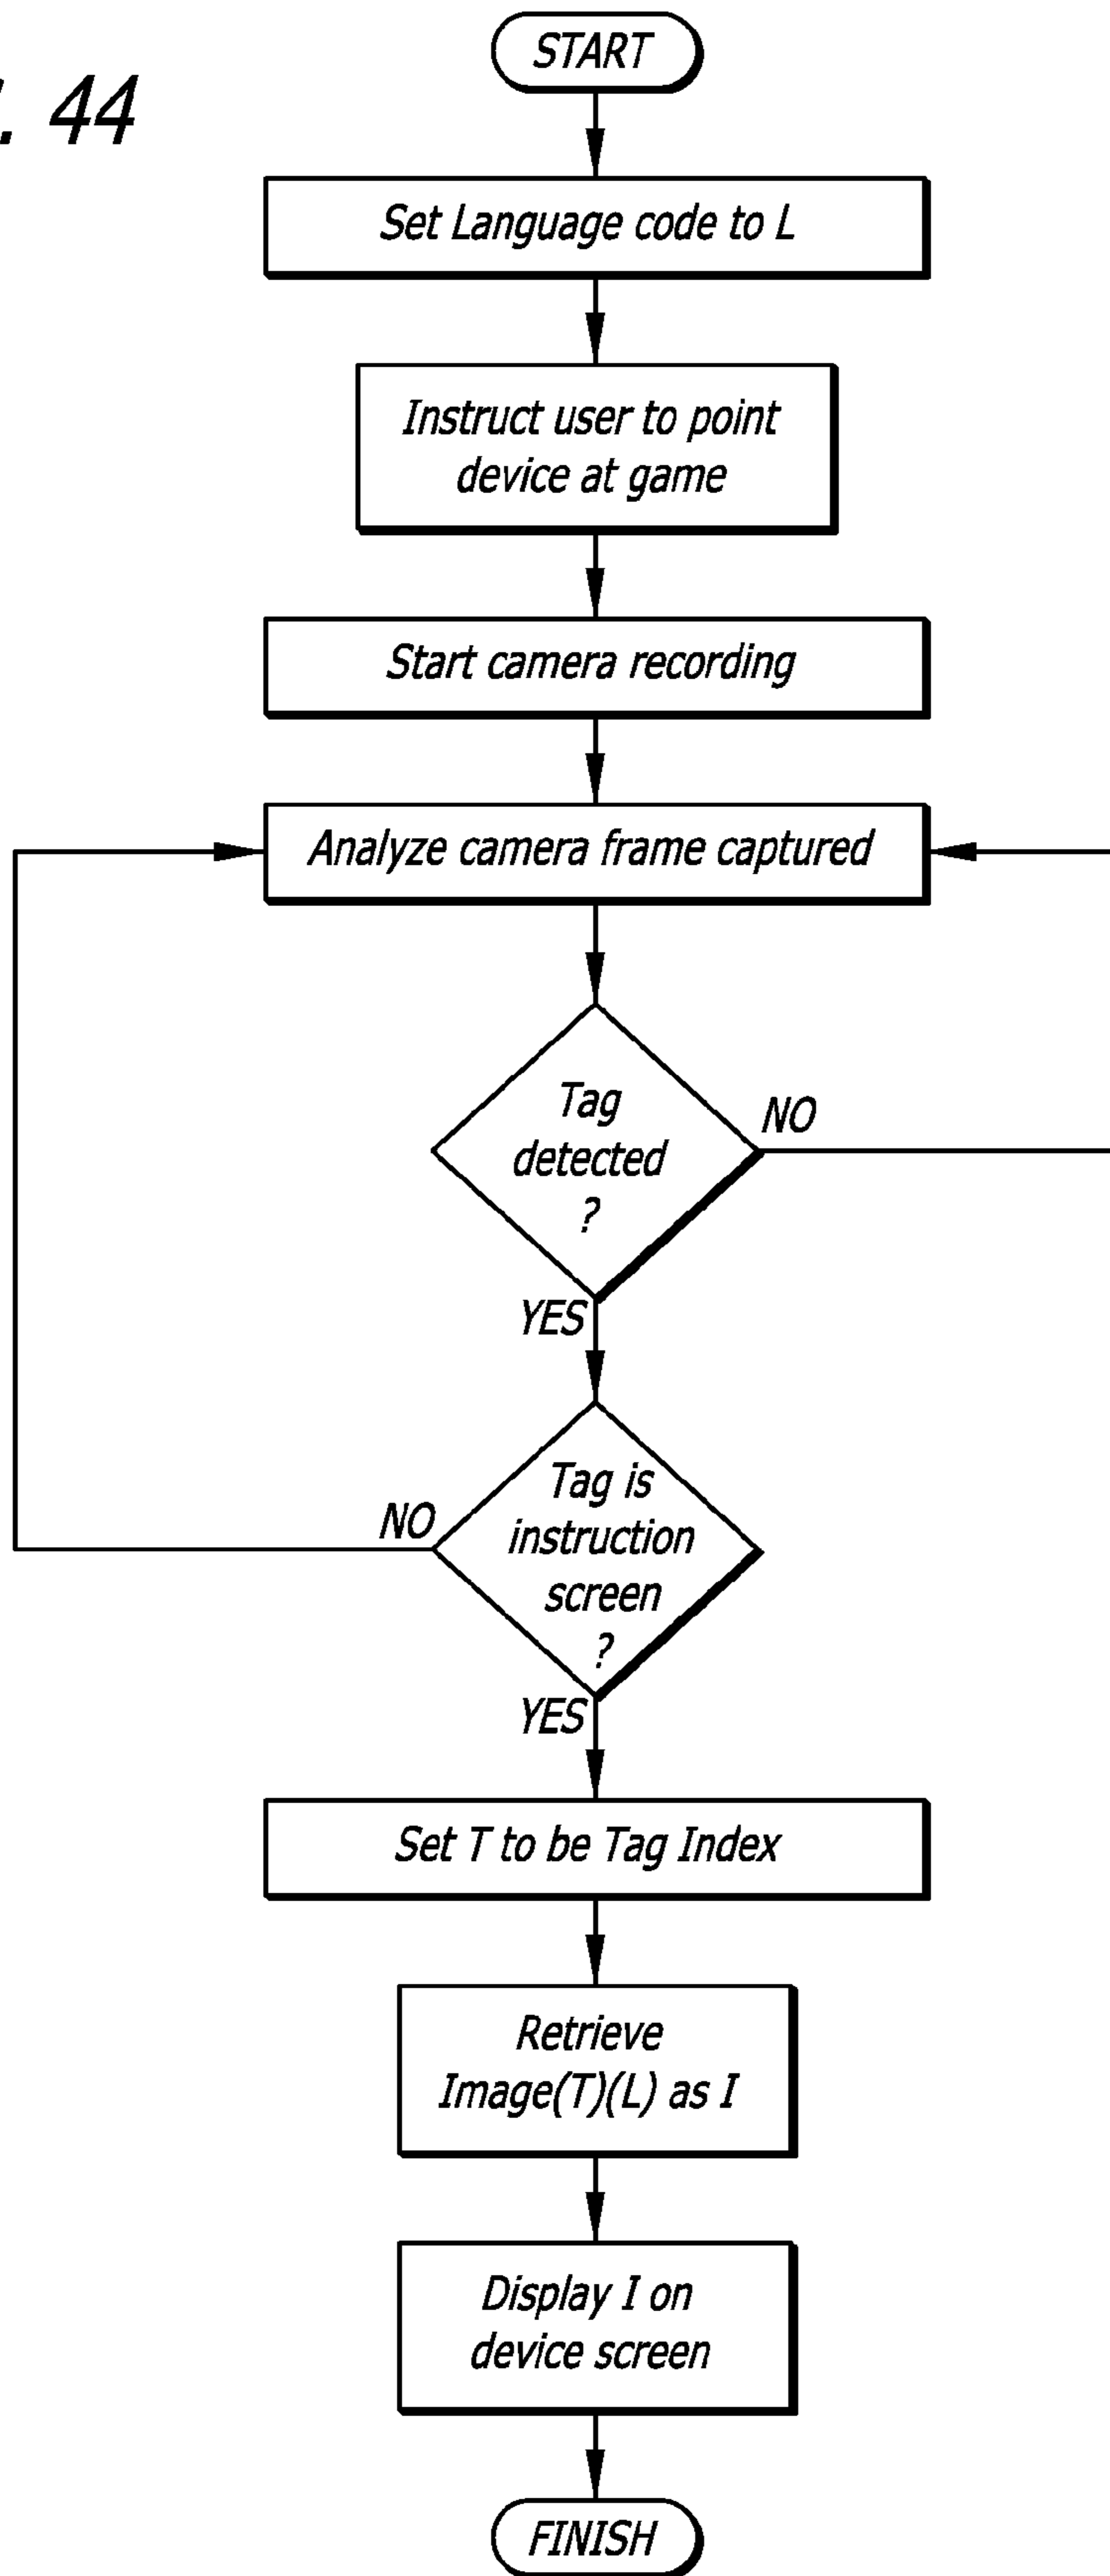 START
. 44
Set Language code to L
Instruct user to point
device at game
Start camera recording
Analyze camera frame captured
Tag
detected
?
NO
YES
Tag is
instruction
screen
?
NO
YES
Set T to be Tag Index
Retrieve
Image(T)(L) as I
Display I on
device screen
FINISH